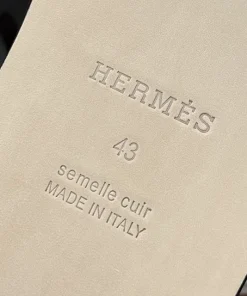 HERMÈS
43
semelle cuir
MADE IN ITALY